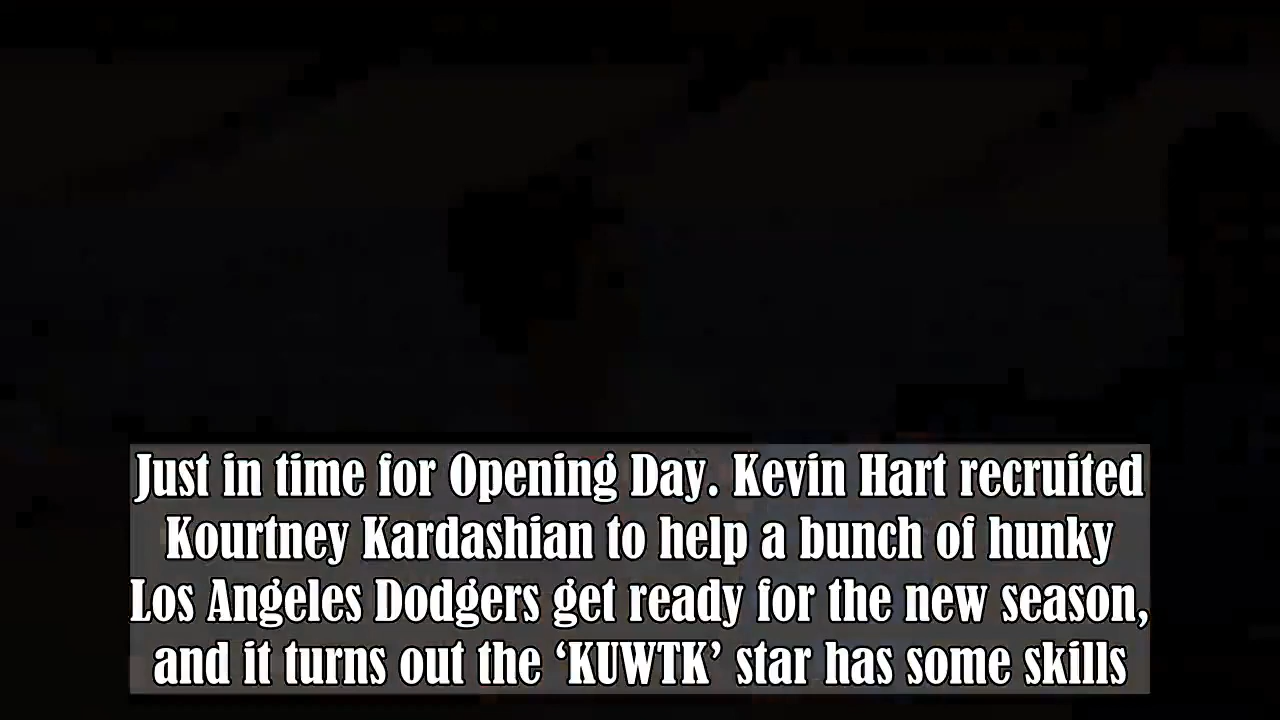 Just in time for Opening Day. Kevin Hart recruited
Kourtney Kardashian to help a bunch of hunky
Los Angeles Dodgers get ready for the new season,
and it turns out the ‘KUWTK’ star has some skills